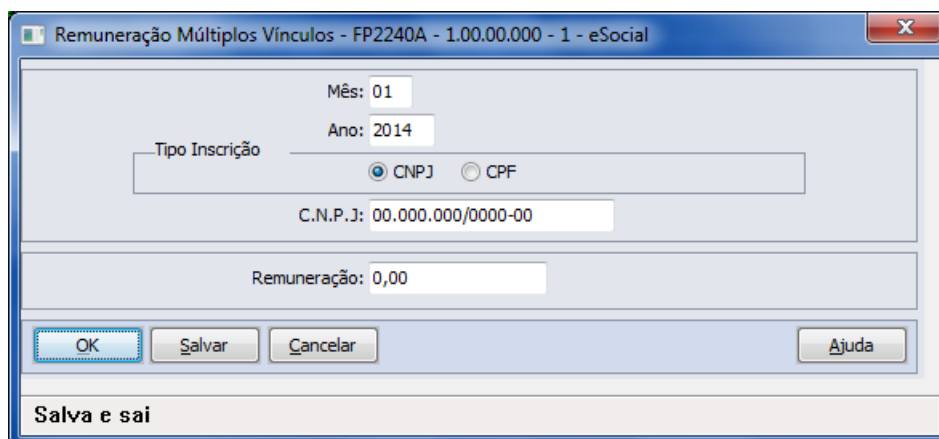 Remuneração Múltiplos Vínculos - FP2240A - 1.00.00.000 - 1 - eSocial
Mês: 01
Ano: 2014
Tipo Inscrição
CNPJ CPF
C.N.P.J: 00.000.000/0000-00
Remuneração: 0,00
OK Salvar Cancelar Ajuda
Salva e sai